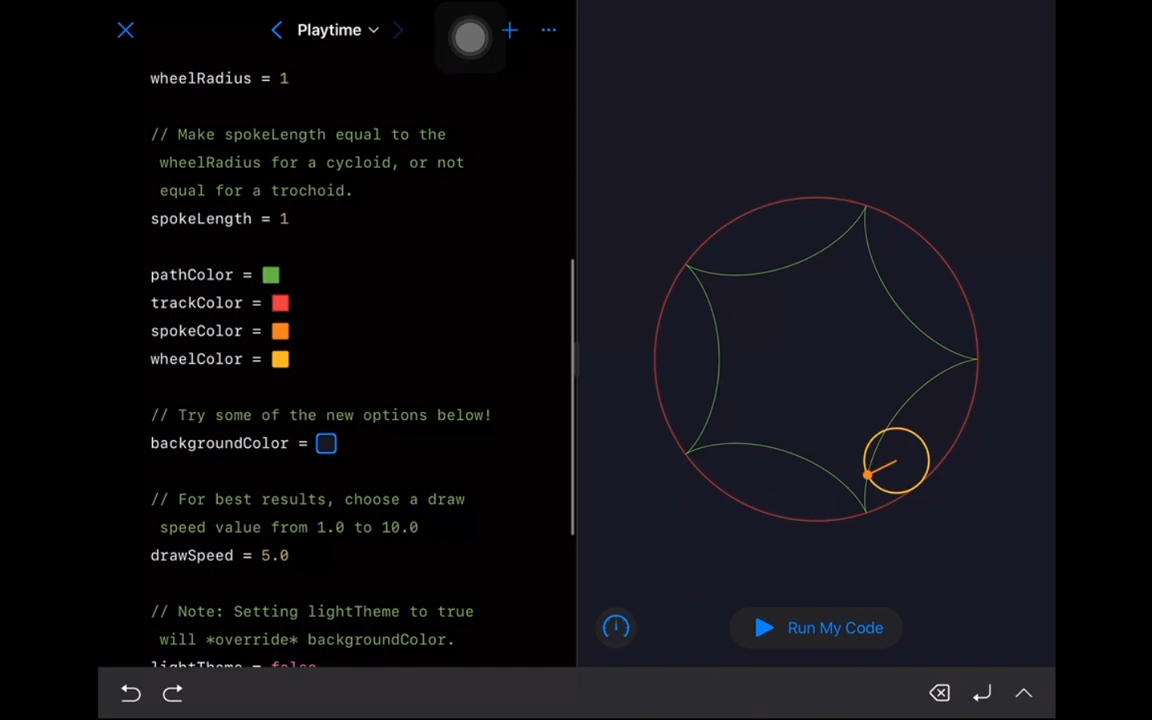 Playtime
wheelRadius = 1
// Make spokeLength equal to the
wheelRadius for a cycloid, or not
equal for a trochoid.
spokeLength = 1
pathColor =
trackColor =
spokeColor =
wheelColor =
// Try some of the new options below!
backgroundColor =
// For best results, choose a draw
speed value from 1.0 to 10.0
drawSpeed = 5.0
// Note: Setting lightTheme to true
will *override* backgroundColor.
lightTheme = false
Run My Code